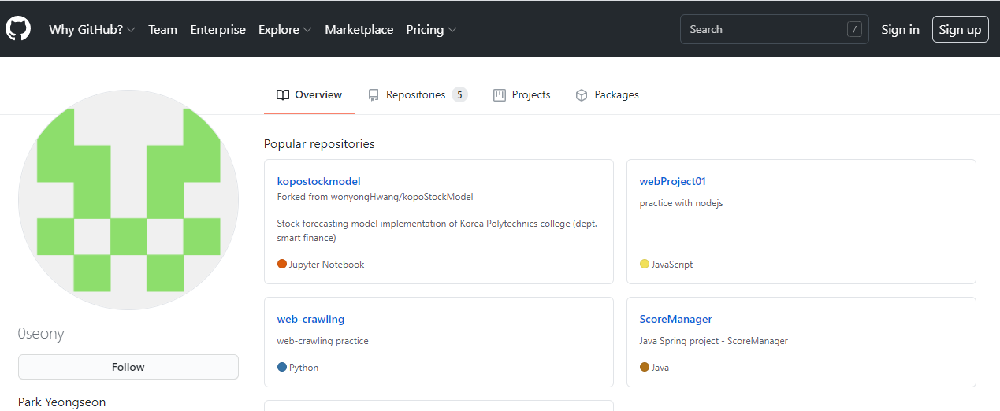 Why GitHub? Team Enterprise Explore Marketplace Pricing Search / Sign in Sign up
Overview Repositories 5 Projects Packages
Popular repositories
kopostockmodel
Forked from wonyongHwang/kopoStockModel
Stock forecasting model implementation of Korea Polytechnics college (dept.
smart finance)
Jupyter Notebook
webProject01
practice with nodejs
JavaScript
web-crawling
web-crawling practice
Python
ScoreManager
Java Spring project - ScoreManager
Java
0seony
Follow
Park Yeongseon